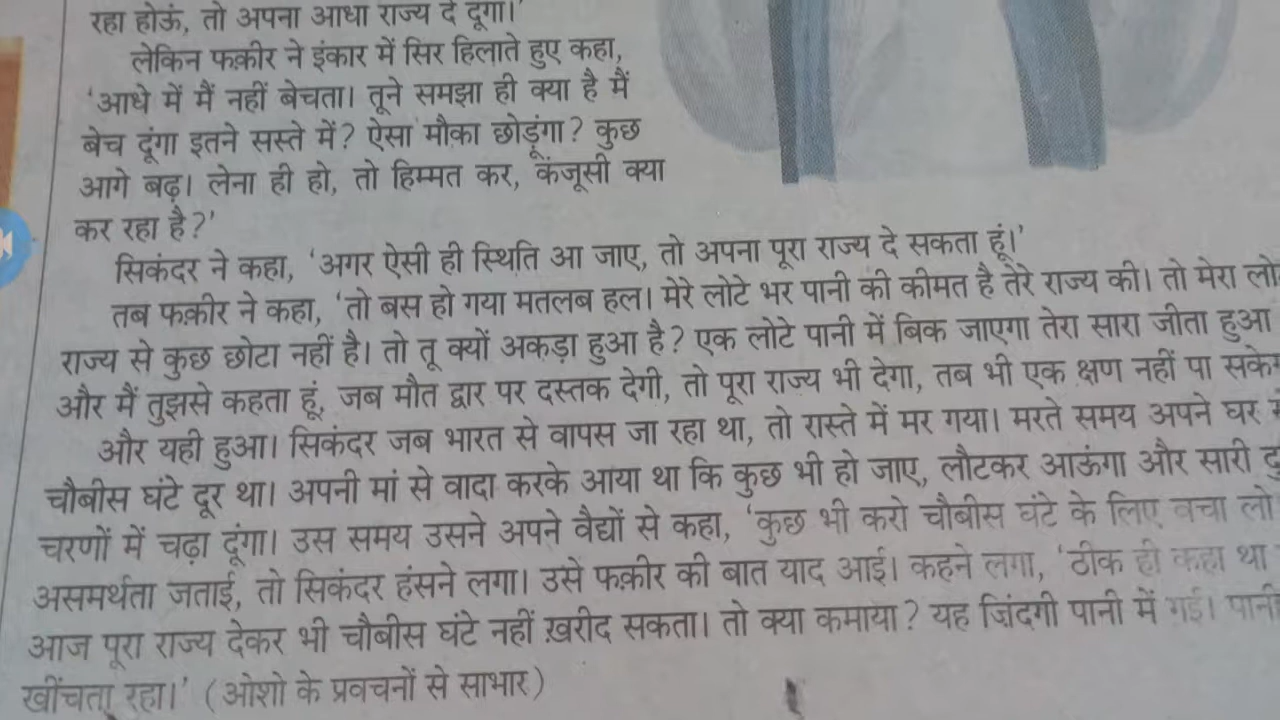 रहा होऊं, तो अपना आधा राज्य दे दूंगा।'
लेकिन फक़ीर ने इंकार में सिर हिलाते हुए कहा,
'आधे में मैं नहीं बेचता। तूने समझा ही क्या है मैं
बेच दूंगा इतने सस्ते में? ऐसा मौक़ा छोड़ूंगा? कुछ
आगे बढ़। लेना ही हो, तो हिम्मत कर, कंजूसी क्या
कर रहा है?'
सिकंदर ने कहा, 'अगर ऐसी ही स्थिति आ जाए, तो अपना पूरा राज्य दे सकता हूं।'
तब फक़ीर ने कहा, 'तो बस हो गया मतलब हल। मेरे लोटे भर पानी की कीमत है तेरे राज्य की। तो मेरा
राज्य से कुछ छोटा नहीं है। तो तू क्यों अकड़ा हुआ है? एक लोटे पानी में बिक जाएगा तेरा सारा जीता हुआ
और मैं तुझसे कहता हूं, जब मौत द्वार पर दस्तक देगी, तो पूरा राज्य भी देगा, तब भी एक क्षण नहीं पा
और यही हुआ। सिकंदर जब भारत से वापस जा रहा था, तो रास्ते में मर गया। मरते समय अपने घर
चौबीस घंटे दूर था। अपनी मां से वादा करके आया था कि कुछ भी हो जाए, लौटकर आऊंगा और सारी
चरणों में चढ़ा दूंगा। उस समय उसने अपने वैद्यों से कहा, 'कुछ भी करो चौबीस घंटे के लिए बचा लो
असमर्थता जताई, तो सिकंदर हंसने लगा। उसे फक़ीर की बात याद आई। कहने लगा, 'ठीक ही कहा था
आज पूरा राज्य देकर भी चौबीस घंटे नहीं ख़रीद सकता। तो क्या कमाया? यह जिंदगी पानी में गई। पानी
खींचता रहा।' (ओशो के प्रवचनों से साभार)